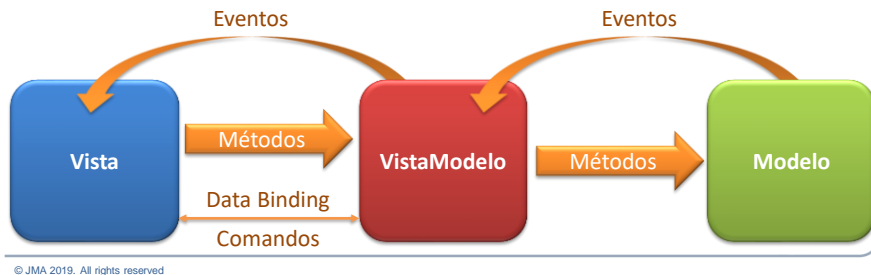 Eventos
Eventos
Vista
Métodos
VistaModelo
Métodos
Modelo
Data Binding
Comandos
© JMA 2019. All rights reserved